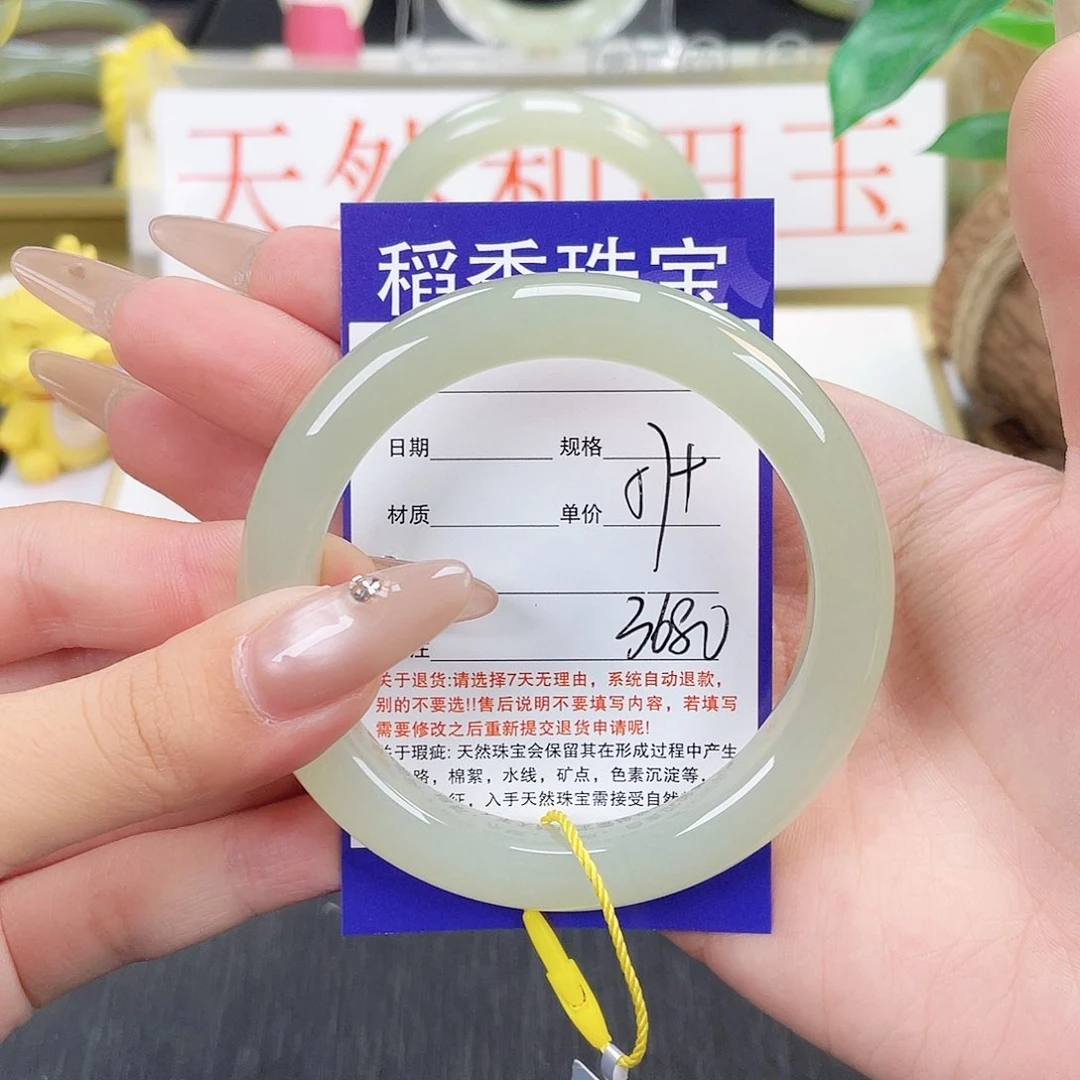 天然和田玉
稻香珠宝
日期 规格
材质 单价
3680
注
关于退货:请选择7天无理由，系统自动退款，
别的不要选!!售后说明不要填写内容，若填写
需要修改之后重新提交退货申请呢!
关于瑕疵: 天然珠宝会保留其在形成过程中产生
路，棉絮，水线，矿点，色素沉淀等，
征，入手天然珠宝需接受自然